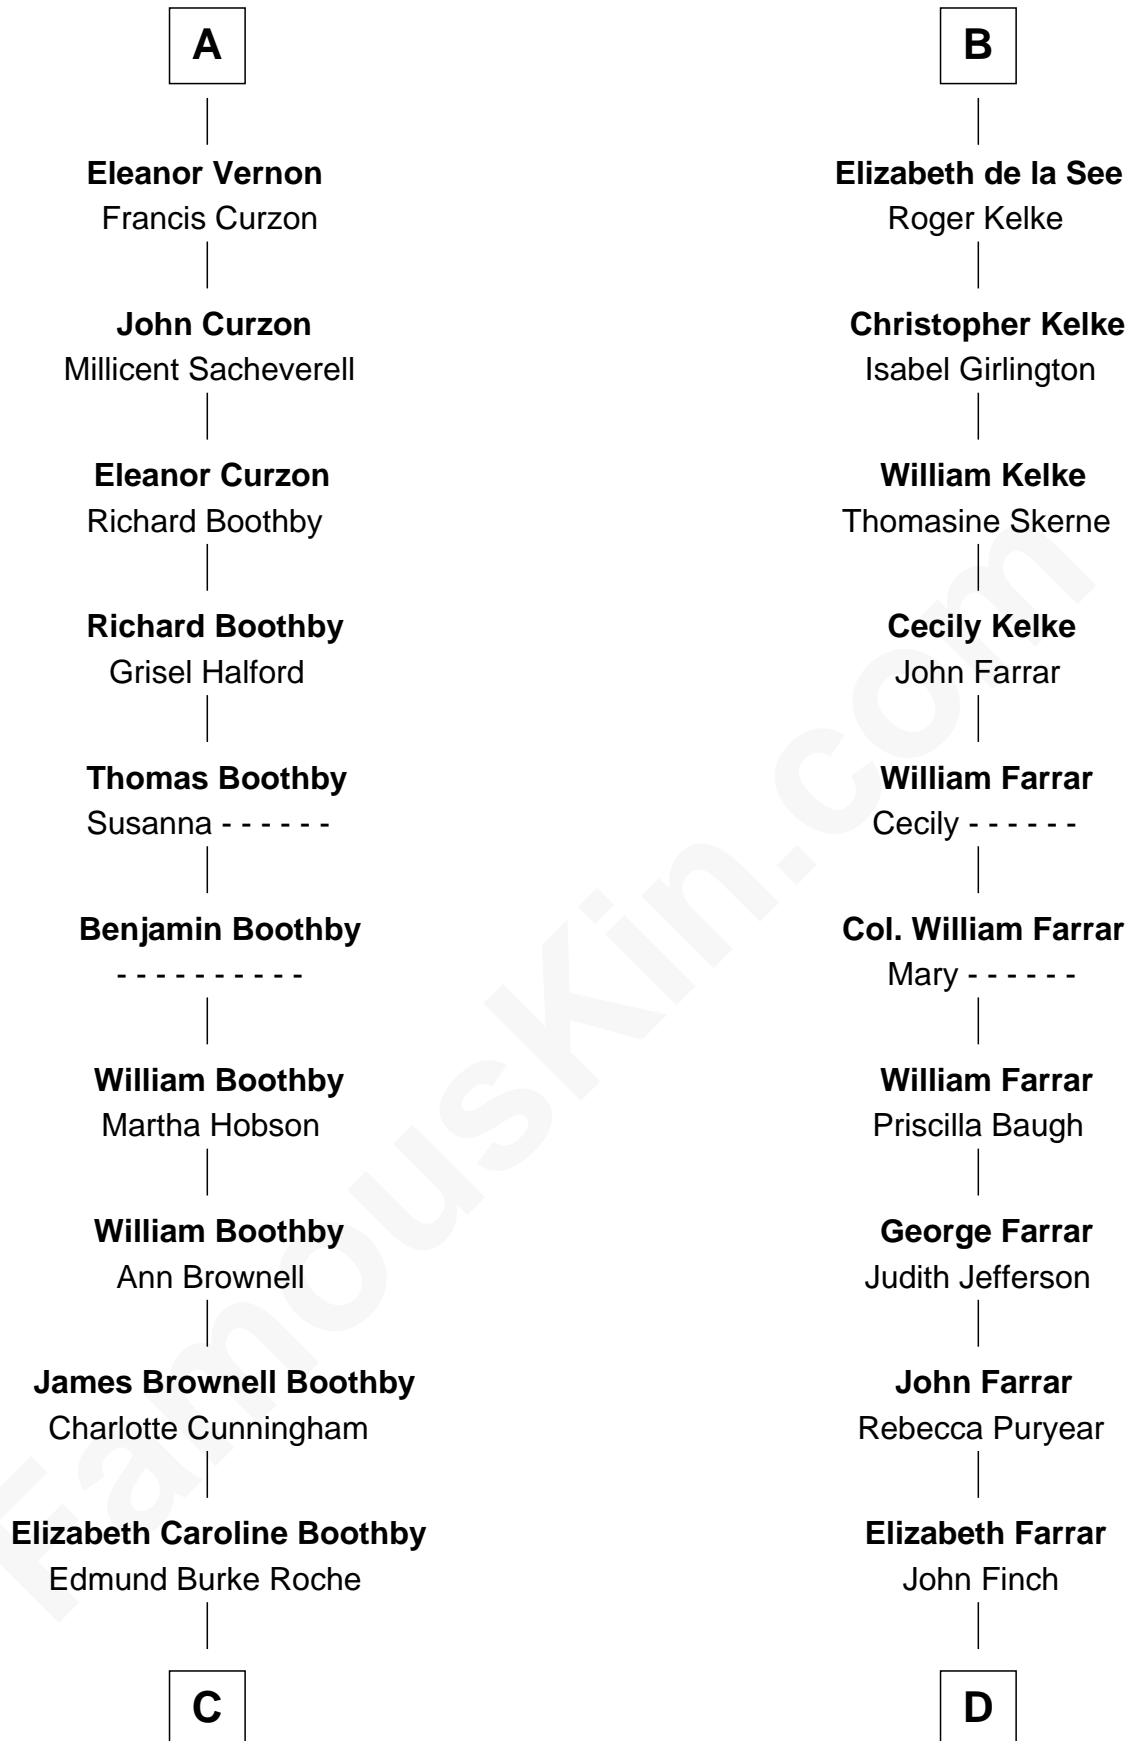 A
Eleanor Vernon
Francis Curzon
John Curzon
Millicent Sacheverell
Eleanor Curzon
Richard Boothby
Richard Boothby
Grisel Halford
Thomas Boothby
Susanna - - - - - -
Benjamin Boothby
- - - - - - - - - -
William Boothby
Martha Hobson
William Boothby
Ann Brownell
James Brownell Boothby
Charlotte Cunningham
Elizabeth Caroline Boothby
Edmund Burke Roche
C
B
Elizabeth de la See
Roger Kelke
Christopher Kelke
Isabel Girlington
William Kelke
Thomasine Skerne
Cecily Kelke
John Farrar
William Farrar
Cecily - - - - - -
Col. William Farrar
Mary - - - - - -
William Farrar
Priscilla Baugh
George Farrar
Judith Jefferson
John Farrar
Rebecca Puryear
Elizabeth Farrar
John Finch
D
FamousKin.com